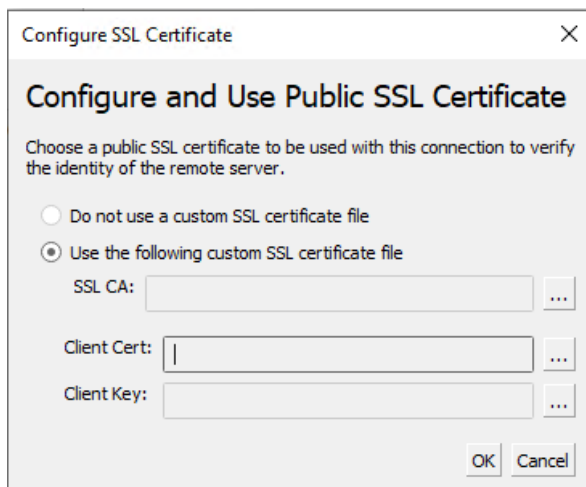 Configure SSL Certificate
Configure and Use Public SSL Certificate
Choose a public SSL certificate to be used with this connection to verify
the identity of the remote server.
Do not use a custom SSL certificate file
Use the following custom SSL certificate file
SSL CA:
...
Client Cert:
...
Client Key:
...
OK Cancel